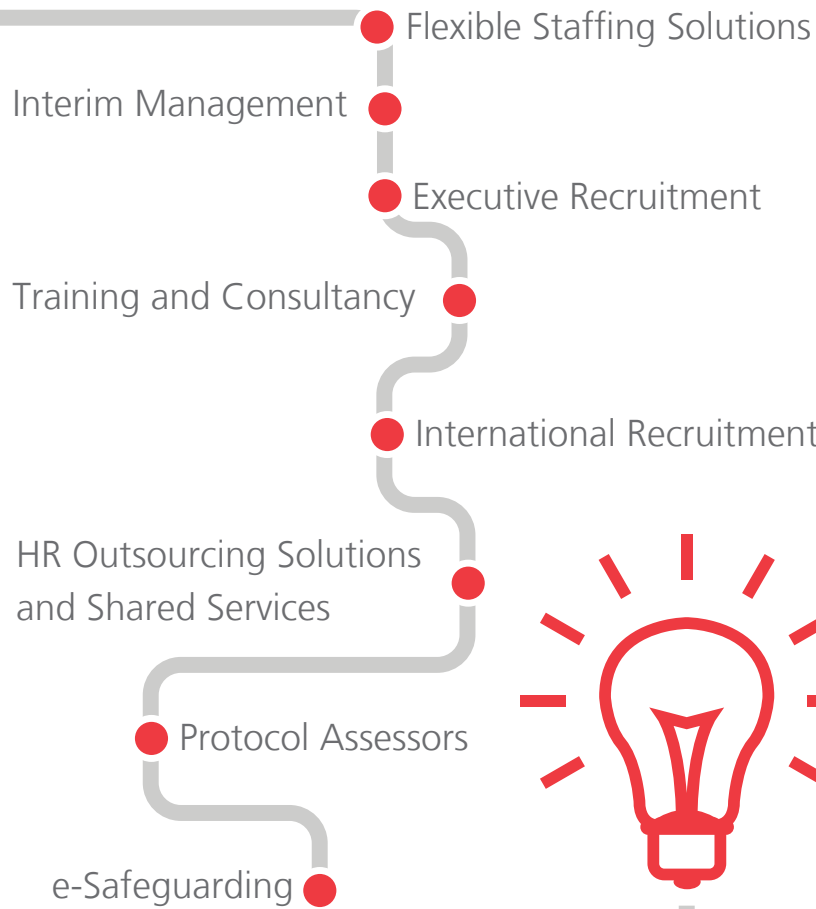 Flexible Staffing Solutions
Interim Management
Executive Recruitment
Training and Consultancy
International Recruitment
HR Outsourcing Solutions
and Shared Services
Protocol Assessors
e-Safeguarding